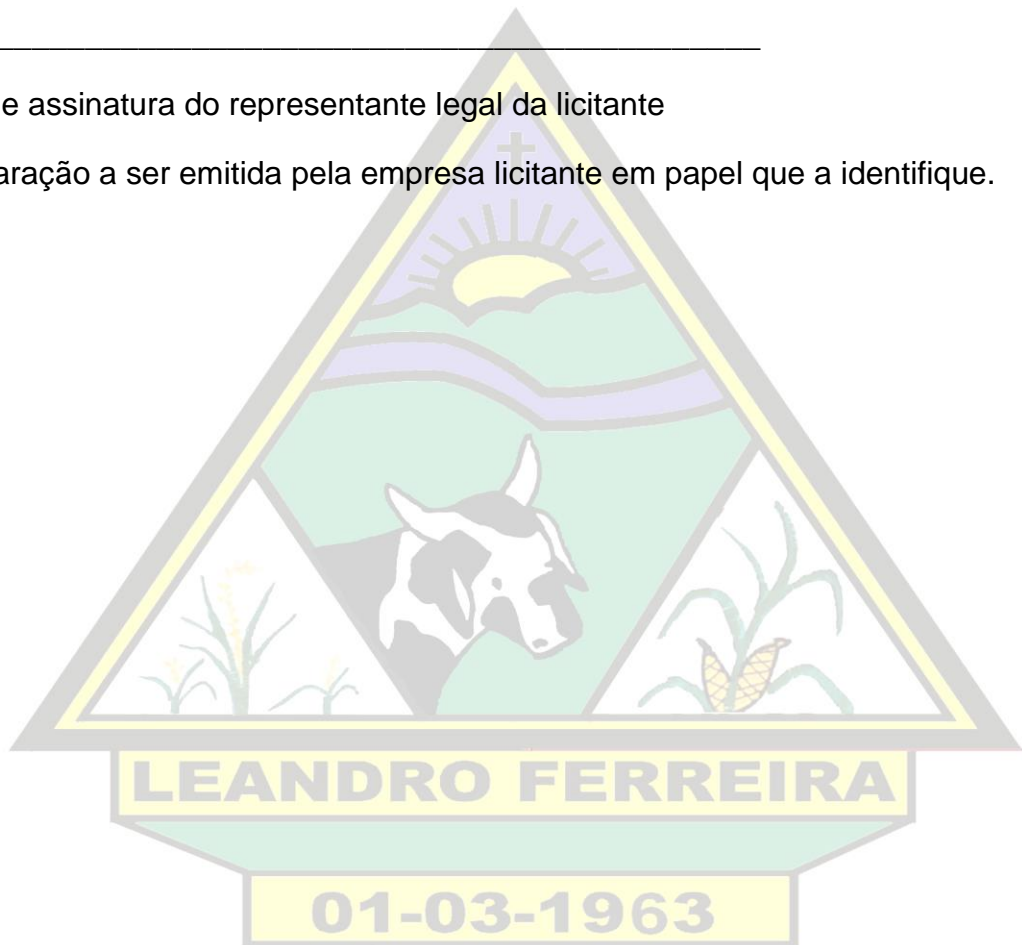 e assinatura do representante legal da licitante
aração a ser emitida pela empresa licitante em papel que a identifique.
LEANDRO FERREIRA
01-03-1963